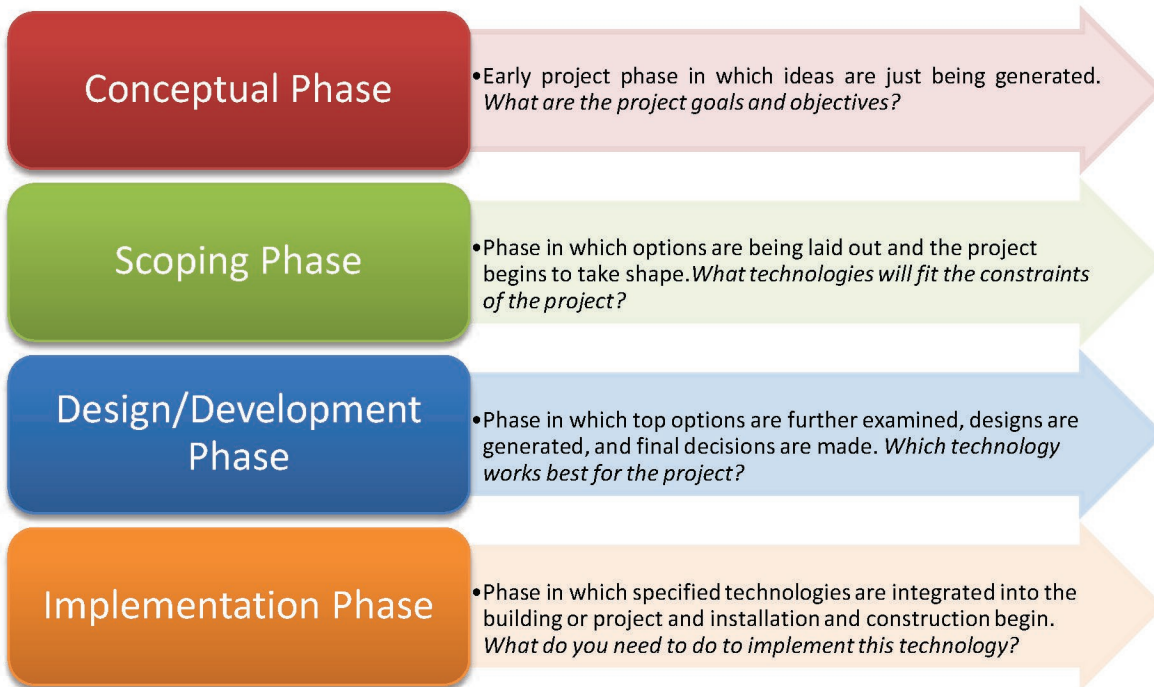 Conceptual Phase
•Early project phase in which ideas are just being generated.
What are the project goals and objectives?
Scoping Phase
•Phase in which options are being laid out and the project
begins to take shape.What technologies will fit the constraints
of the project?
Design/Development
Phase
•Phase in which top options are further examined, designs are
generated, and final decisions are made. Which technology
works best for the project?
Implementation Phase
•Phase in which specified technologies are integrated into the
building or project and installation and construction begin.
What do you need to do to implement this technology?